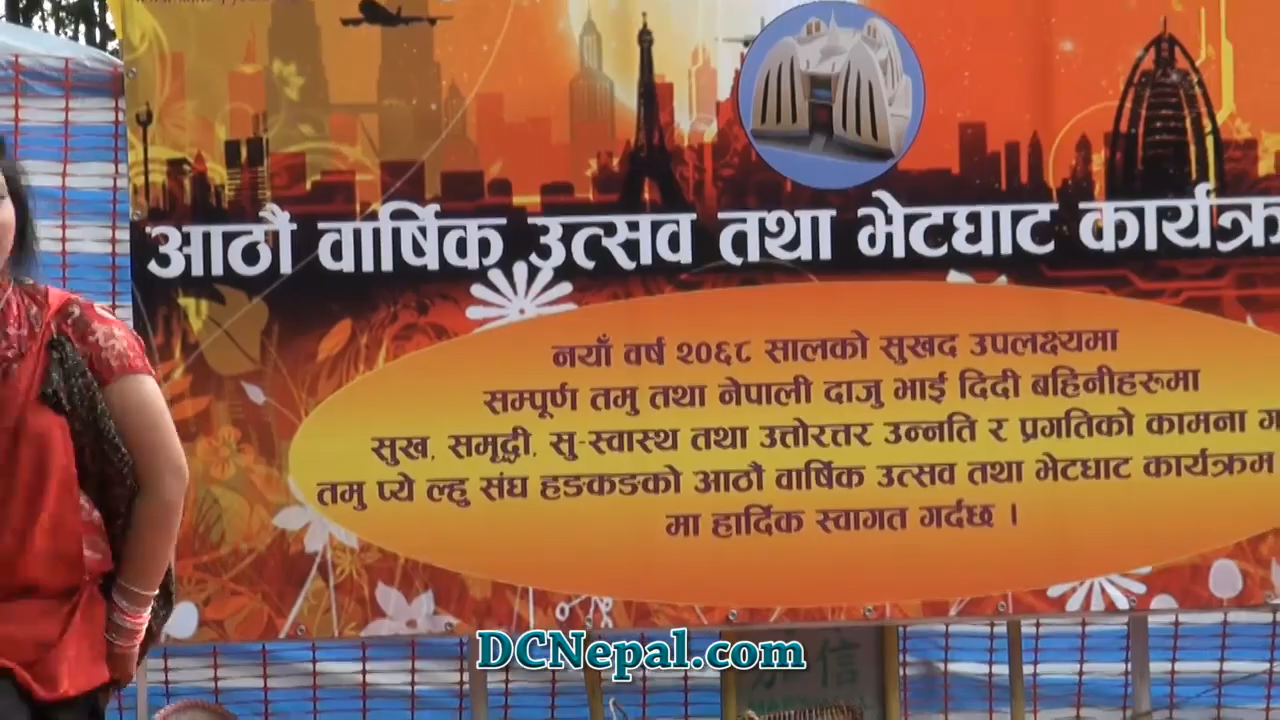 आठौं वार्षिक उत्सव तथा भेटघाट कार्यक्र
नयाँ वर्ष २०६८ सालको सुखद उपलक्ष्यमा
सम्पूर्ण तमु तथा नेपाली दाजु भाई दिदी बहिनीहरुमा
सुख, समृद्धी, सु-स्वास्थ तथा उत्तोरत्तर उन्नति र प्रगतिको कामना ग
तमु प्ये ल्हु संघ हङकङको आठौ वार्षिक उत्सव तथा भेटघाट कार्यक्रम
मा हार्दिक स्वागत गर्दछ ।
DCNepal.com
信